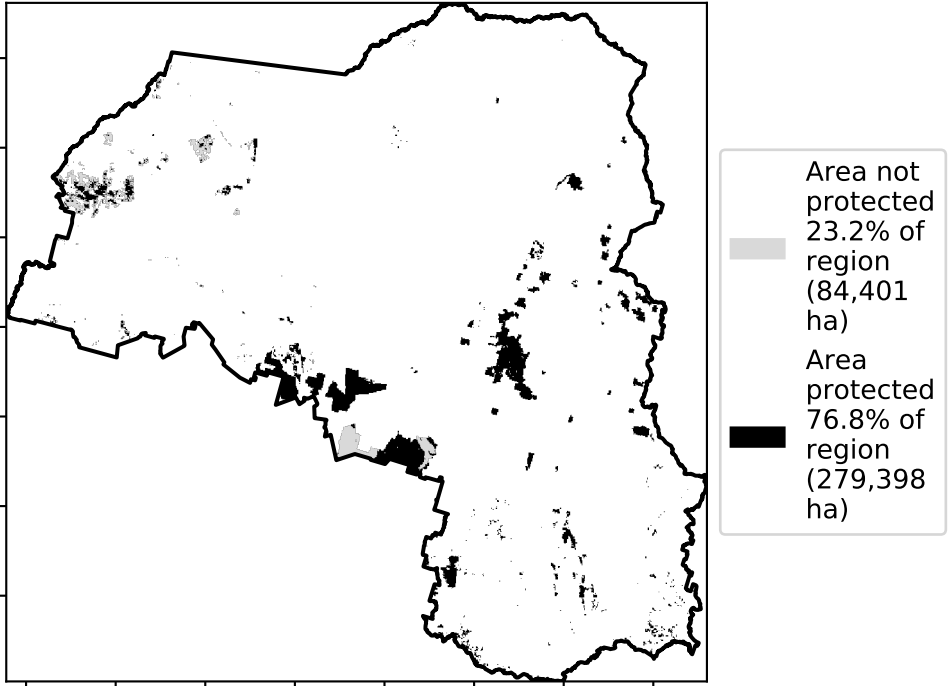 Area not
protected
23.2% of
region
(84,401
ha)
Area
protected
76.8% of
region
(279,398
ha)